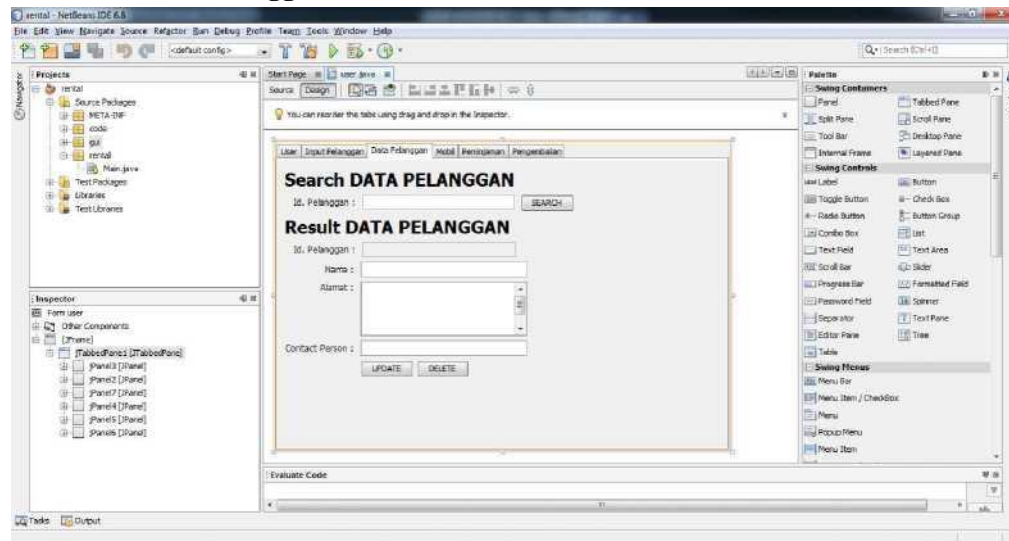 rental - NetBeans IDE 6.8
File Edit View Navigate Source Refactor Run Debug Profile Team Tools Window Help
<default config>
Search (Ctrl+I)
Projects
rental
Source Packages
META-INF
code
gui
rental
Main.java
Test Packages
Libraries
Test Libraries
Navigator
Inspector
Form user
Other Components
[JFrame]
jTabbedPane1 [JTabbedPane]
jPanel3 [JPanel]
jPanel2 [JPanel]
jPanel7 [JPanel]
jPanel4 [JPanel]
jPanel5 [JPanel]
jPanel6 [JPanel]
Start Page
user.java
Source Design
You can reorder the tabs using drag and drop in the Inspector.
User Input Pelanggan Data Pelanggan Mobil Peminjaman Pengembalian
Search DATA PELANGGAN
Id. Pelanggan :
SEARCH
Result DATA PELANGGAN
Id. Pelanggan :
Nama :
Alamat :
Contact Person :
UPDATE DELETE
Evaluate Code
Palette
Swing Containers
Panel Tabbed Pane
Split Pane Scroll Pane
Tool Bar Desktop Pane
Internal Frame Layered Pane
Swing Controls
label Label Button
Toggle Button Check Box
Radio Button Button Group
Combo Box List
Text Field Text Area
Scroll Bar Slider
Progress Bar Formatted Field
Password Field Spinner
Separator Text Pane
Editor Pane Tree
Table
Swing Menus
Menu Bar
Menu Item / CheckBox
Menu
Popup Menu
Menu Item
Tasks Output